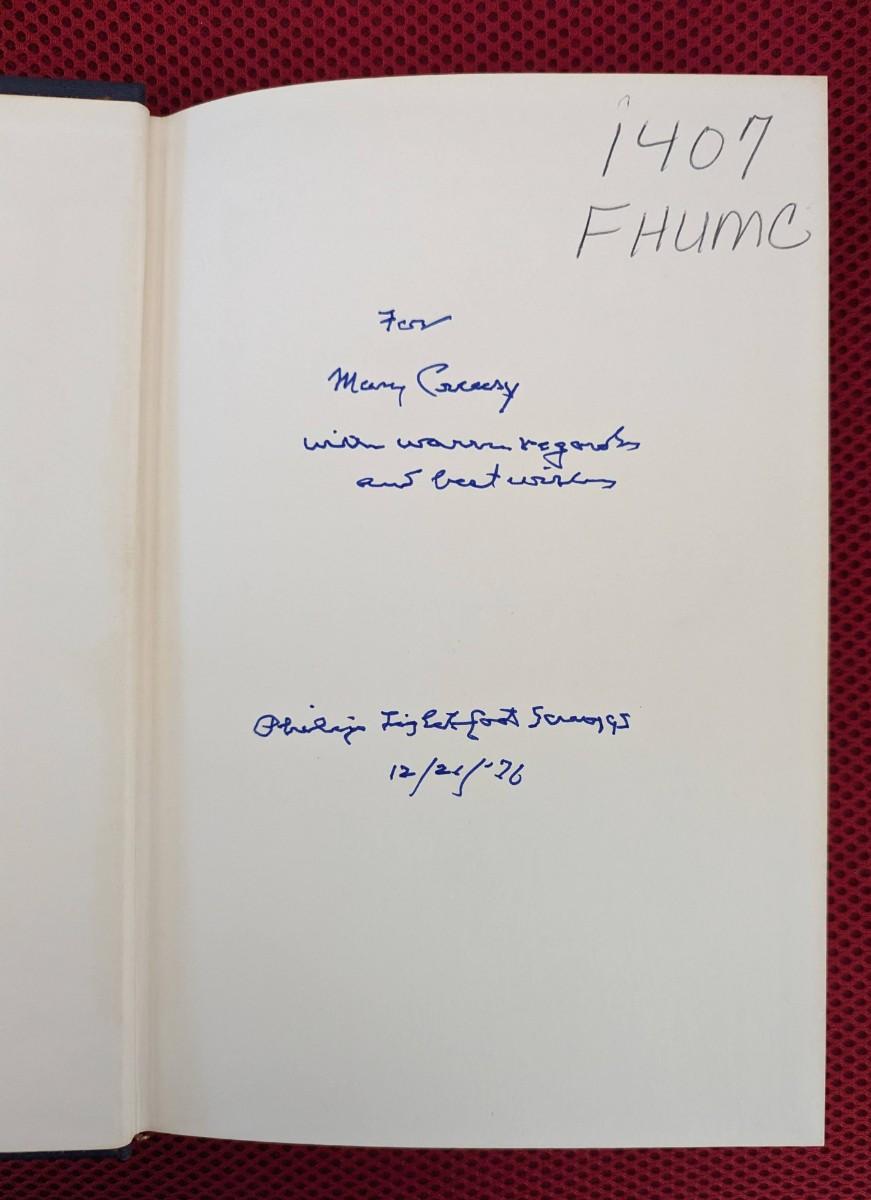 1407
FHUMC
For
Mary Creasy
with warm regards
and best wishes
Philip Lightfoot Scruggs
12/21/'76